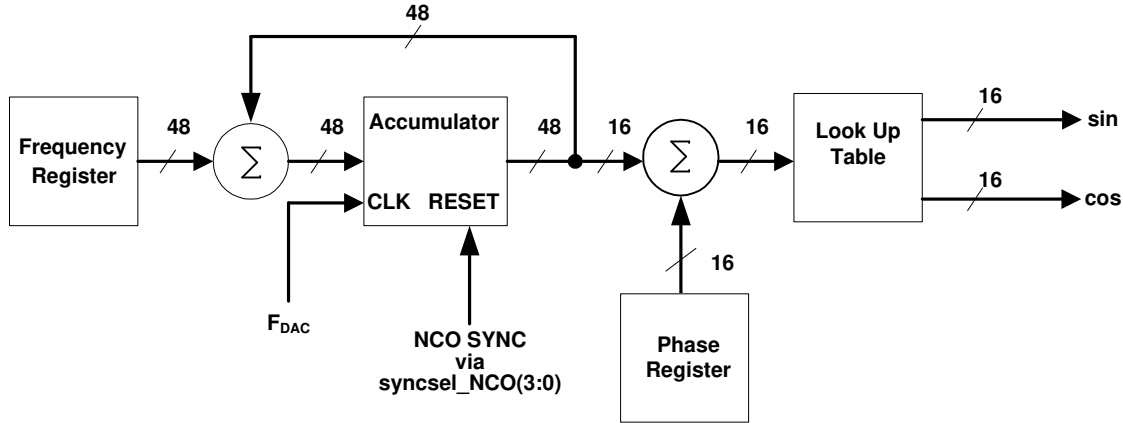 48
Frequency
Register
48
Σ
48
Accumulator
CLK RESET
48
16
Σ
16
Look Up
Table
16
sin
16
cos
F_DAC
NCO SYNC
via
syncsel_NCO(3:0)
16
Phase
Register